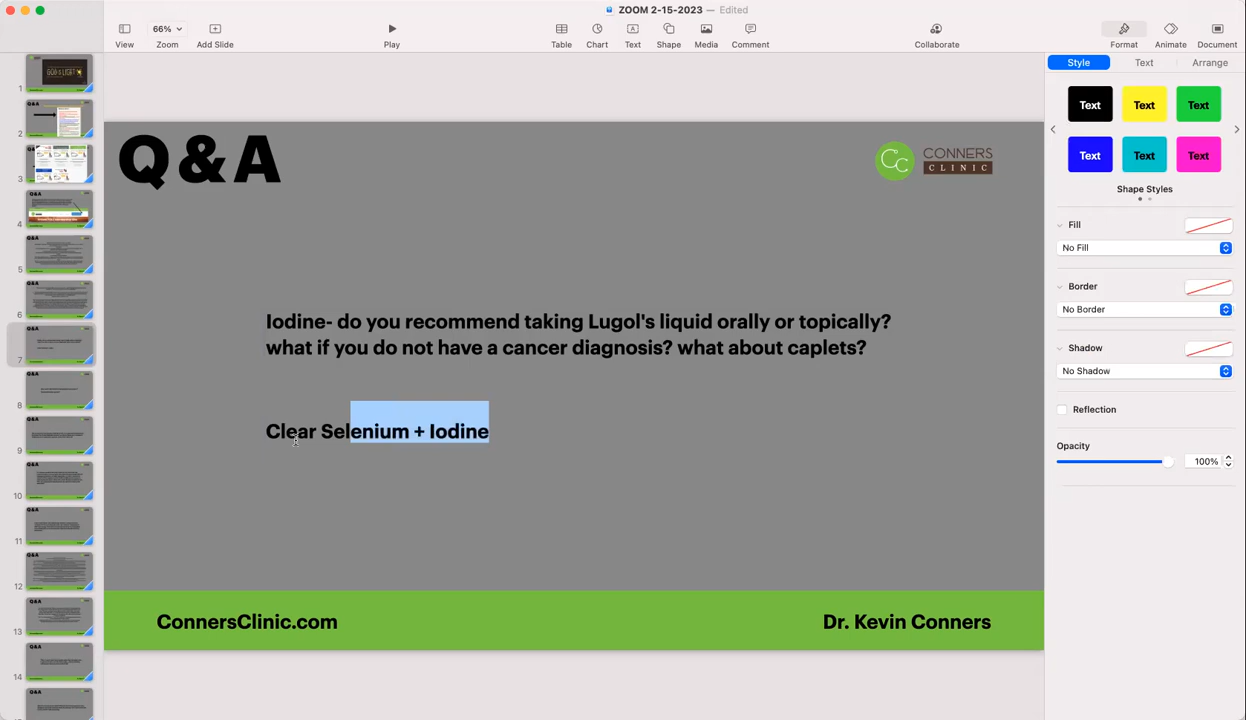 ZOOM 2-15-2023 — Edited
66%
View
Zoom
Add Slide
Play
Table
Chart
Text
Shape
Media
Comment
Collaborate
Format
Animate
Document
Style
Text
Arrange
Text
Text
Text
Text
Text
Text
Shape Styles
Fill
No Fill
Border
No Border
Shadow
No Shadow
Reflection
Opacity
100%
1
2
3
4
5
6
7
8
9
10
11
12
13
14
Q&A
CC
CONNERS
CLINIC
Iodine- do you recommend taking Lugol's liquid orally or topically?
what if you do not have a cancer diagnosis? what about caplets?
Clear Selenium + Iodine
ConnersClinic.com
Dr. Kevin Conners